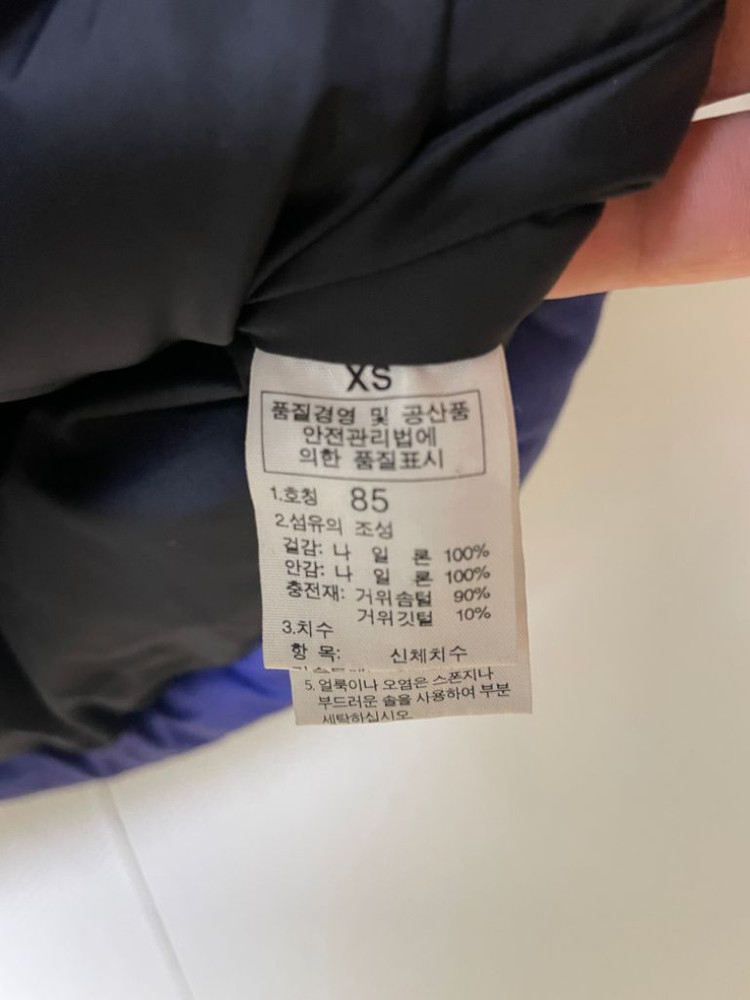 XS
품질경영 및 공산품
안전관리법에
의한 품질표시
1.호칭 85
2.섬유의 조성
겉감: 나 일 론 100%
안감: 나 일 론 100%
충전재: 거위솜털 90%
거위깃털 10%
3.치수
항 목: 신체치수
5. 얼룩이나 오염은 스폰지나
부드러운 솔을 사용하여 부분
세탁하십시오.